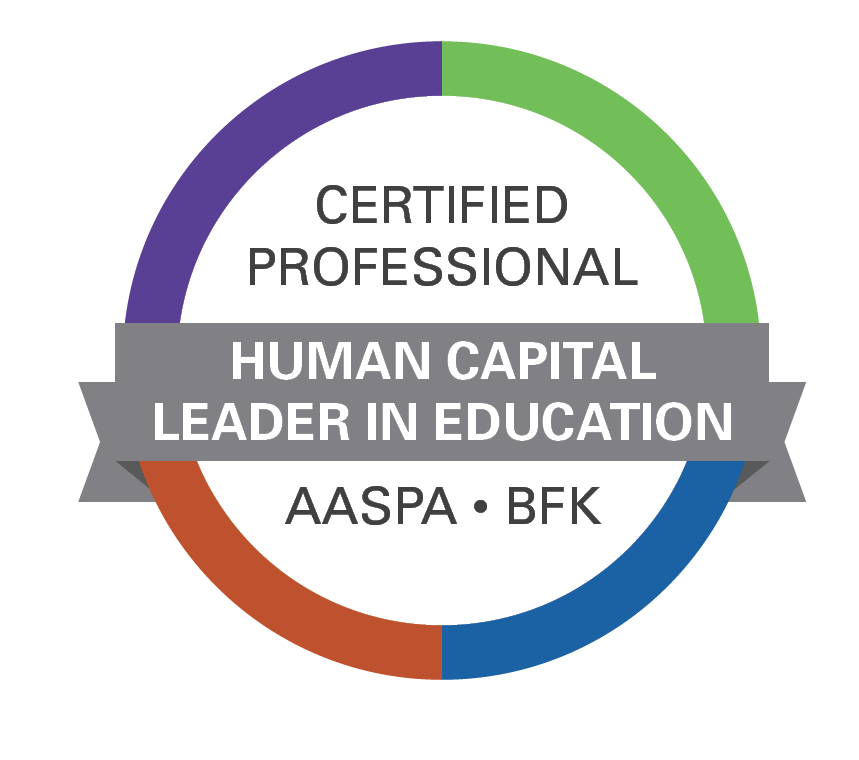 CERTIFIED
PROFESSIONAL
HUMAN CAPITAL
LEADER IN EDUCATION
AASPA • BFK